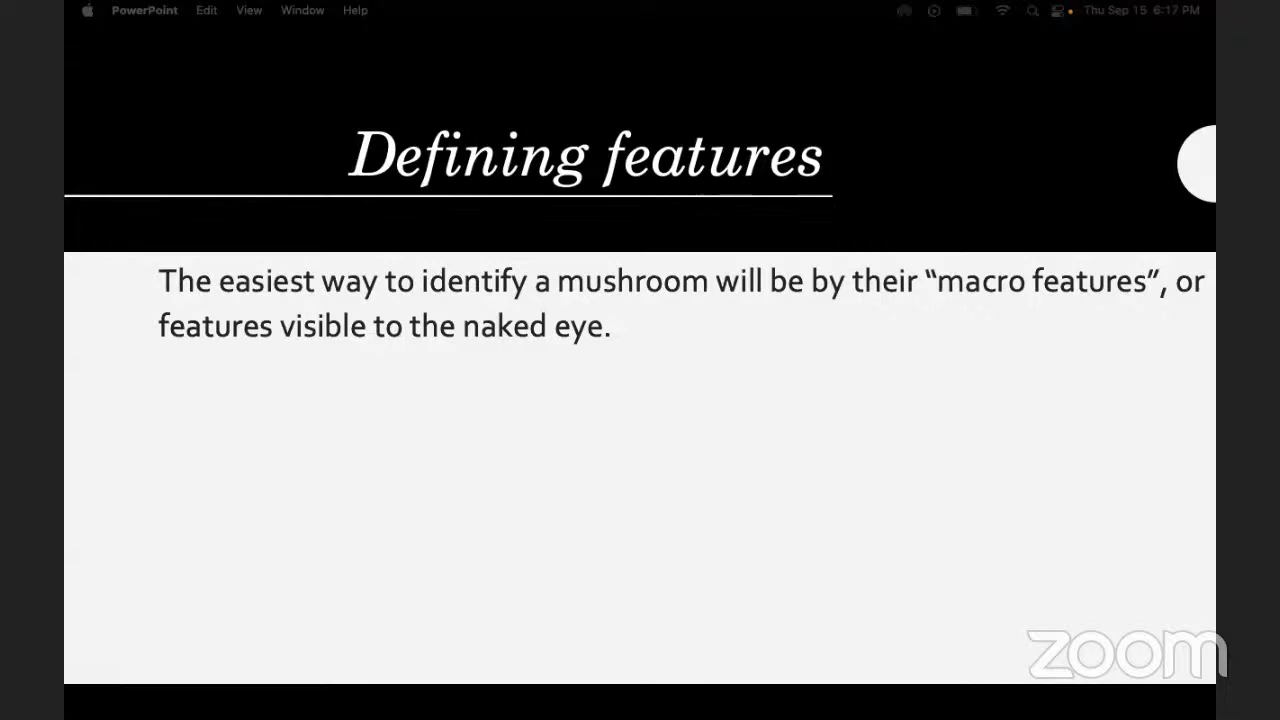 PowerPoint Edit View Window Help Thu Sep 15 6:17 PM
Defining features
The easiest way to identify a mushroom will be by their “macro features”, or
features visible to the naked eye.
zoom